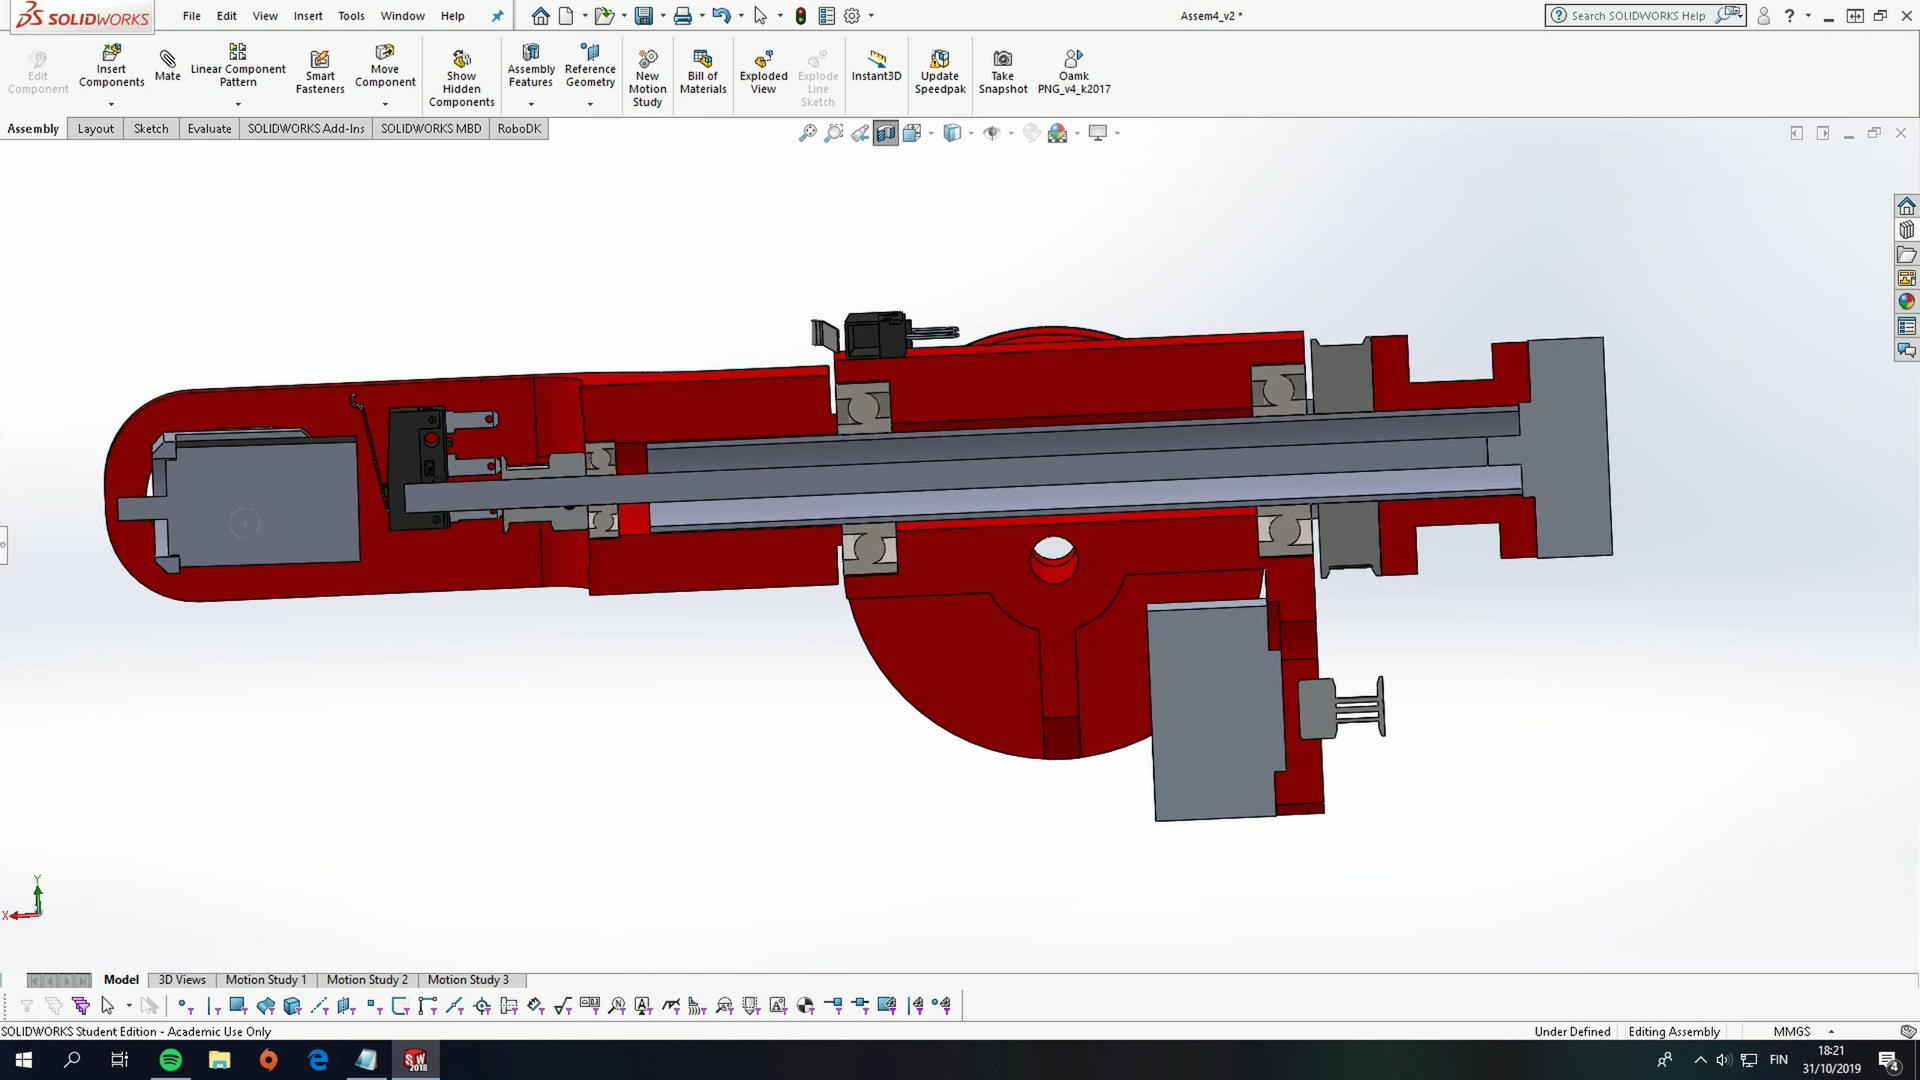 SOLIDWORKS File Edit View Insert Tools Window Help Assem4_v2 * Search SOLIDWORKS Help ?
Edit Component
Insert Components
Mate
Linear Component Pattern
Smart Fasteners
Move Component
Show Hidden Components
Assembly Features
Reference Geometry
New Motion Study
Bill of Materials
Exploded View
Explode Line Sketch
Instant3D
Update Speedpak
Take Snapshot
Oamk PNG_v4_k2017
Assembly Layout Sketch Evaluate SOLIDWORKS Add-Ins SOLIDWORKS MBD RoboDK
Y
X
Model 3D Views Motion Study 1 Motion Study 2 Motion Study 3
SOLIDWORKS Student Edition - Academic Use Only Under Defined Editing Assembly MMGS
SW 2018 FIN 18:21 4
31/10/2019